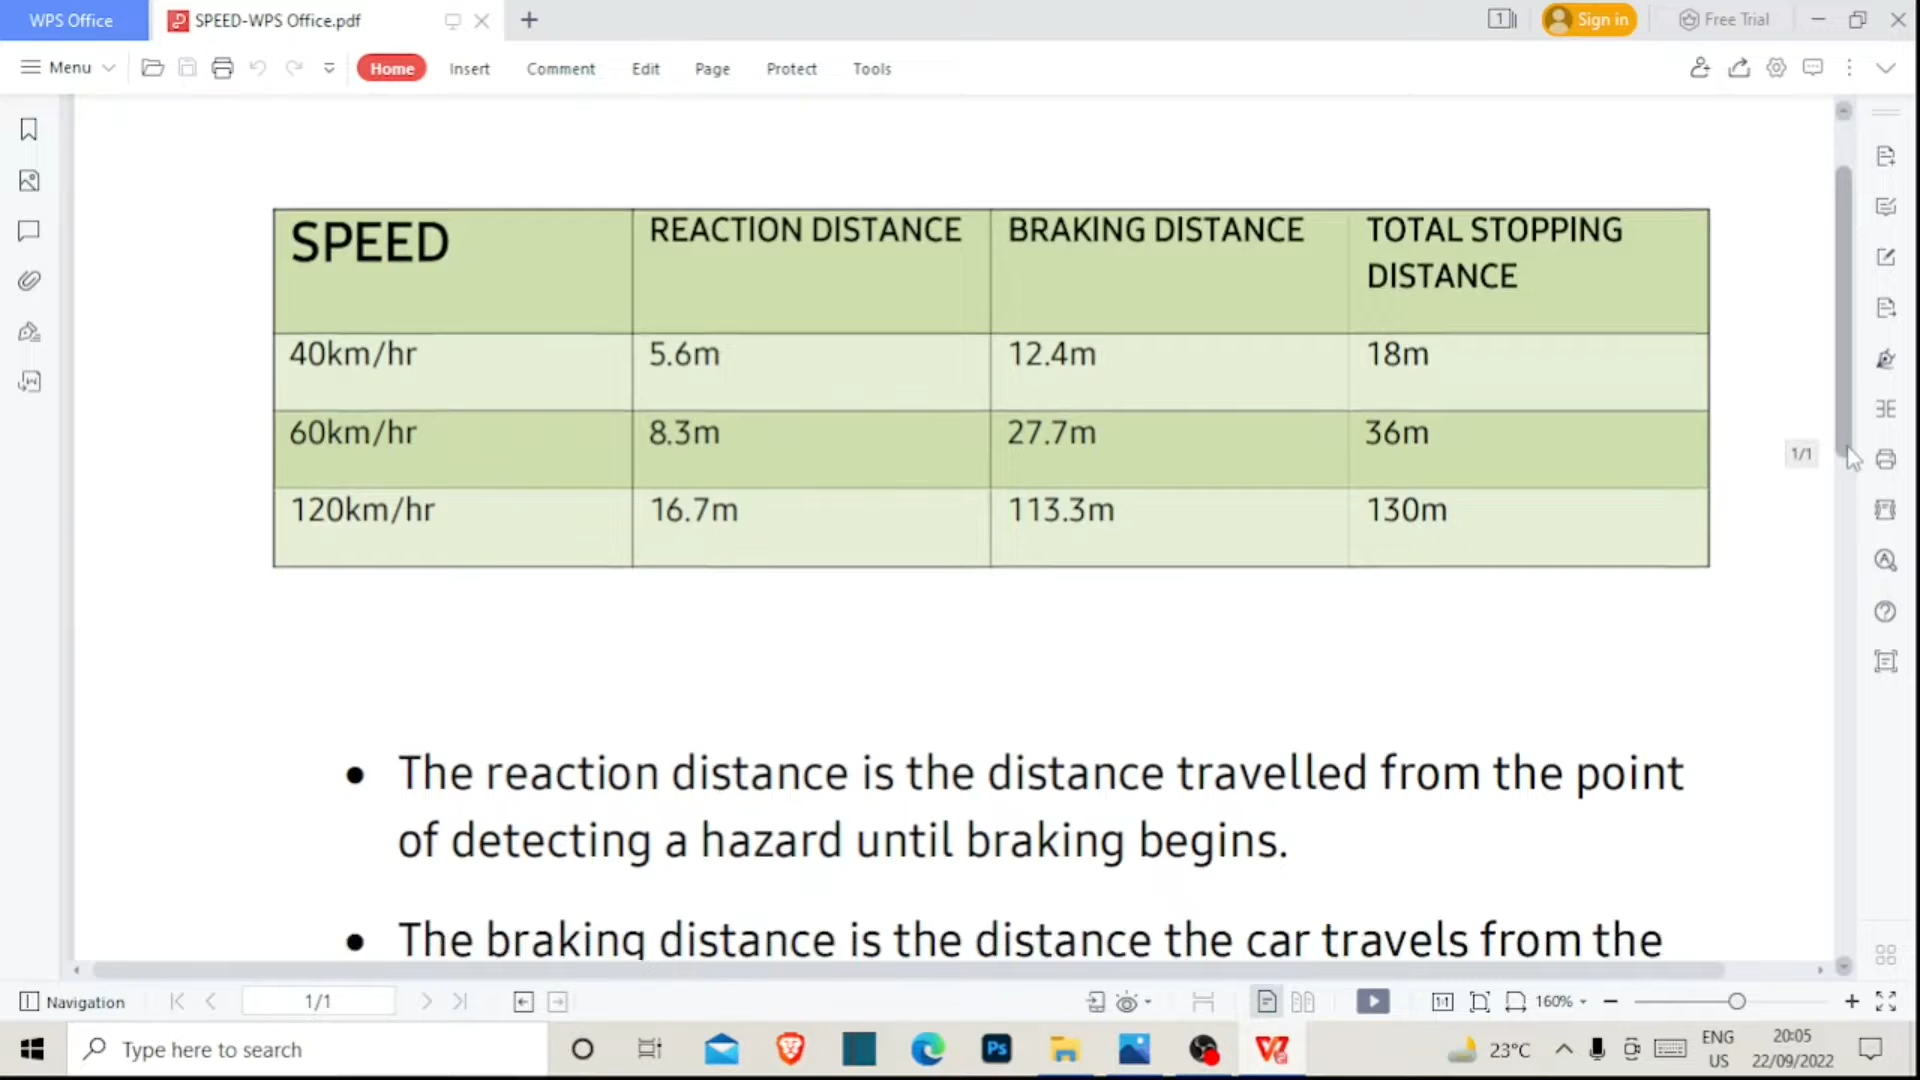 WPS Office
SPEED-WPS Office.pdf
1
Sign in
Free Trial
Menu
Home
Insert
Comment
Edit
Page
Protect
Tools
SPEED
REACTION DISTANCE
BRAKING DISTANCE
TOTAL STOPPING
DISTANCE
40km/hr
5.6m
12.4m
18m
60km/hr
8.3m
27.7m
36m
120km/hr
16.7m
113.3m
130m
1/1
• The reaction distance is the distance travelled from the point
of detecting a hazard until braking begins.
• The braking distance is the distance the car travels from the
Navigation
1/1
1:1
160%
Type here to search
Ps
23°C
ENG
US
20:05
22/09/2022